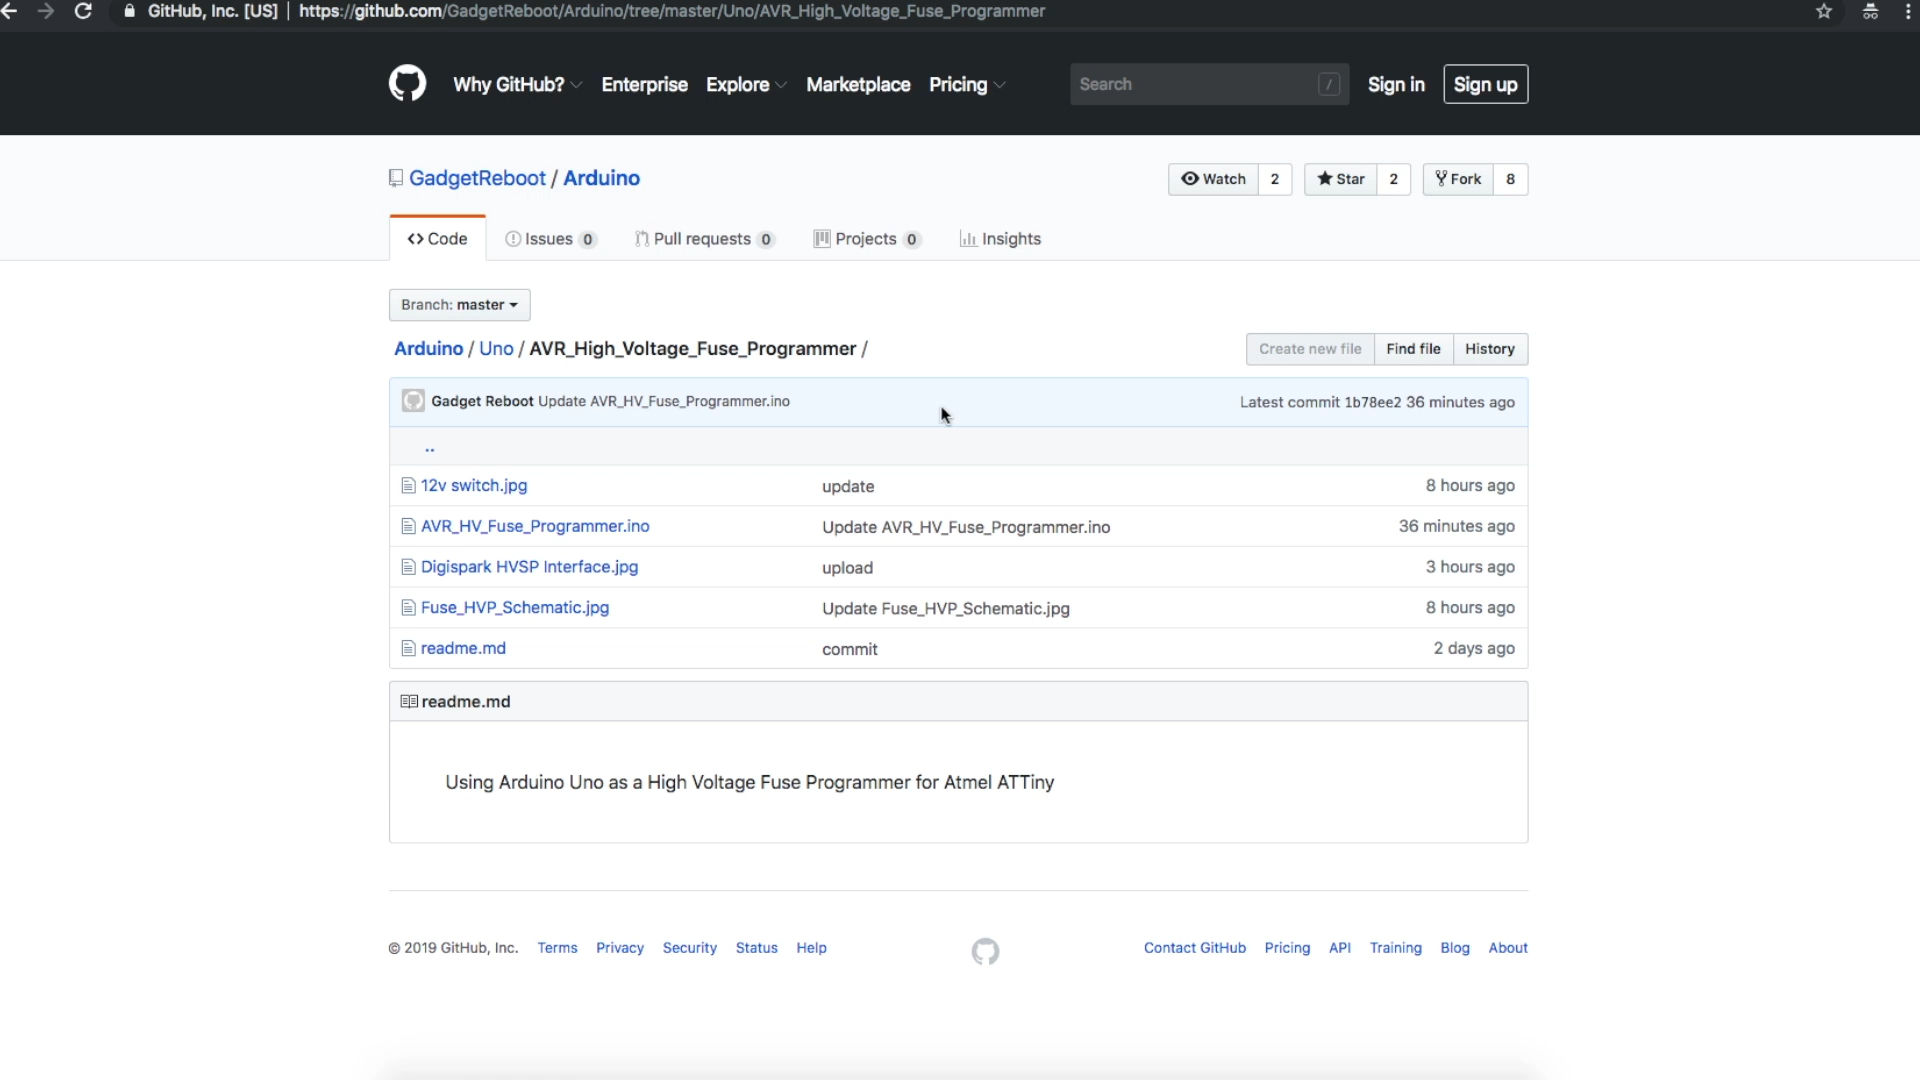 GitHub, Inc. [US] | https://github.com/GadgetReboot/Arduino/tree/master/Uno/AVR_High_Voltage_Fuse_Programmer
Why GitHub? Enterprise Explore Marketplace Pricing Search / Sign in Sign up
GadgetReboot / Arduino Watch 2 Star 2 Fork 8
Code Issues 0 Pull requests 0 Projects 0 Insights
Branch: master
Arduino / Uno / AVR_High_Voltage_Fuse_Programmer / Create new file Find file History
Gadget Reboot Update AVR_HV_Fuse_Programmer.ino Latest commit 1b78ee2 36 minutes ago
..
12v switch.jpg update 8 hours ago
AVR_HV_Fuse_Programmer.ino Update AVR_HV_Fuse_Programmer.ino 36 minutes ago
Digispark HVSP Interface.jpg upload 3 hours ago
Fuse_HVP_Schematic.jpg Update Fuse_HVP_Schematic.jpg 8 hours ago
readme.md commit 2 days ago
readme.md
Using Arduino Uno as a High Voltage Fuse Programmer for Atmel ATTiny
© 2019 GitHub, Inc. Terms Privacy Security Status Help Contact GitHub Pricing API Training Blog About